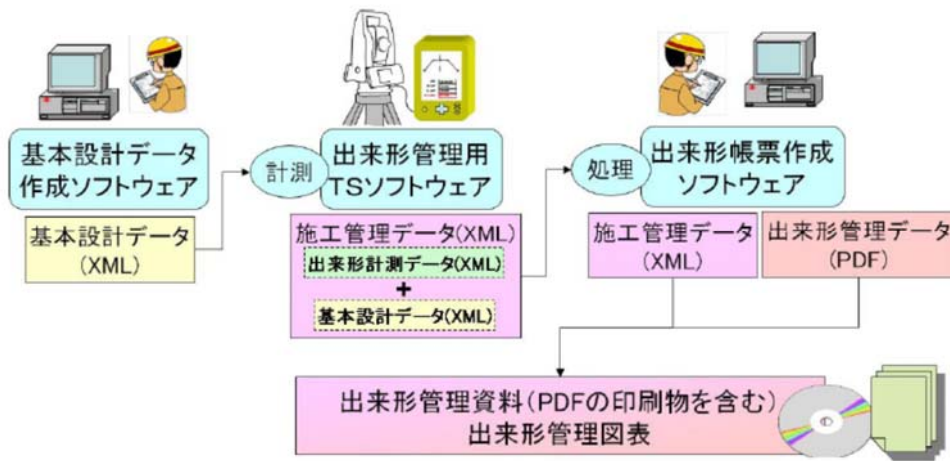 基本設計データ
作成ソフトウェア
基本設計データ
(XML)
計測
出来形管理用
TSソフトウェア
施工管理データ(XML)
出来形計測データ(XML)
+
基本設計データ(XML)
処理
出来形帳票作成
ソフトウェア
施工管理データ
(XML)
出来形管理データ
(PDF)
出来形管理資料(PDFの印刷物を含む)
出来形管理図表